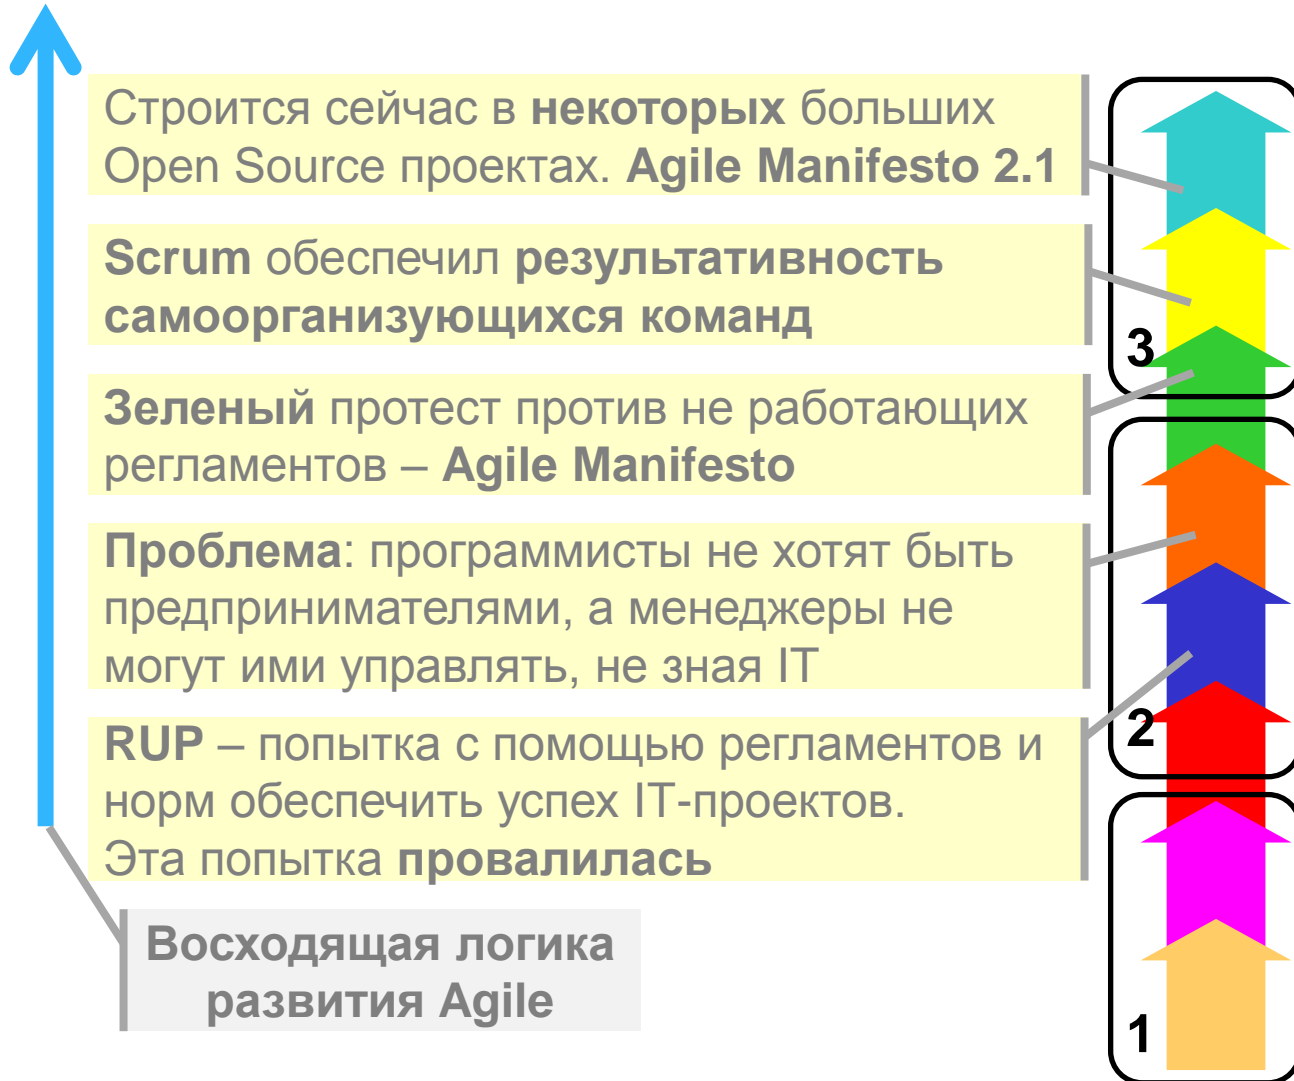 Строится сейчас в некоторых больших
Open Source проектах. Agile Manifesto 2.1
Scrum обеспечил результативность
самоорганизующихся команд
3
Зеленый протест против не работающих
регламентов – Agile Manifesto
Проблема: программисты не хотят быть
предпринимателями, а менеджеры не
могут ими управлять, не зная IT
RUP – попытка с помощью регламентов и
2
норм обеспечить успех IT-проектов.
Эта попытка провалилась
Восходящая логика
развития Agile
1